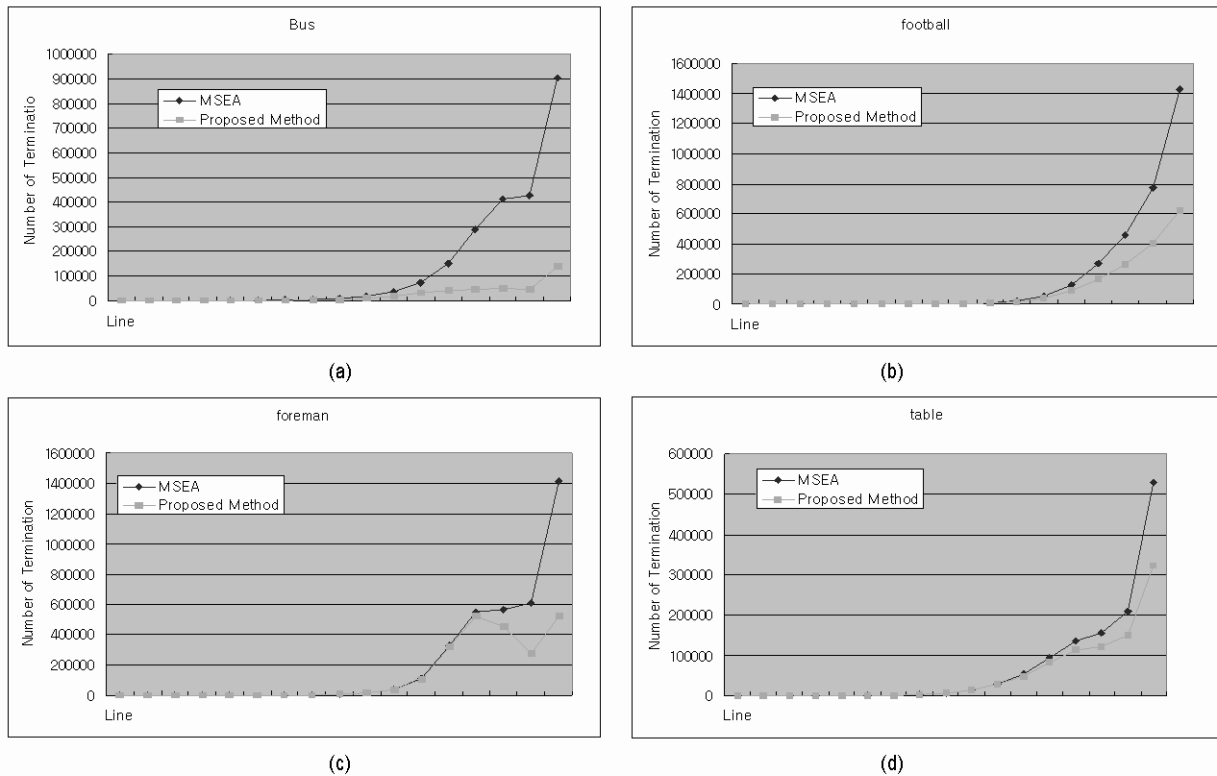 Bus
1000000
900000
800000
700000
600000
500000
400000
300000
200000
100000
0
Number of Terminatio
MSEA
Proposed Method
Line
(a)
football
1600000
1400000
1200000
1000000
800000
600000
400000
200000
0
Number of Termination
MSEA
Proposed Method
Line
(b)
foreman
1600000
1400000
1200000
1000000
800000
600000
400000
200000
0
Number of Termination
MSEA
Proposed Method
Line
(c)
table
600000
500000
400000
300000
200000
100000
0
Number of Termination
MSEA
Proposed Method
Line
(d)